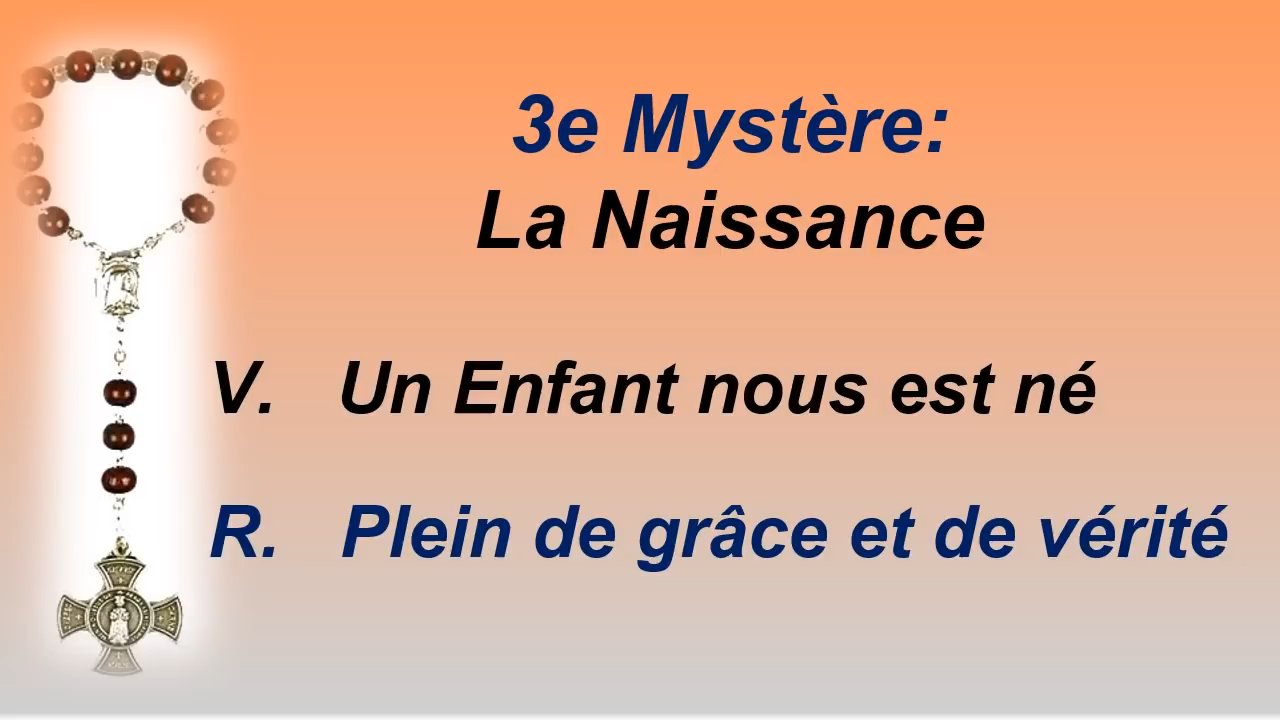 3e Mystère:
La Naissance
V. Un Enfant nous est né
R. Plein de grâce et de vérité